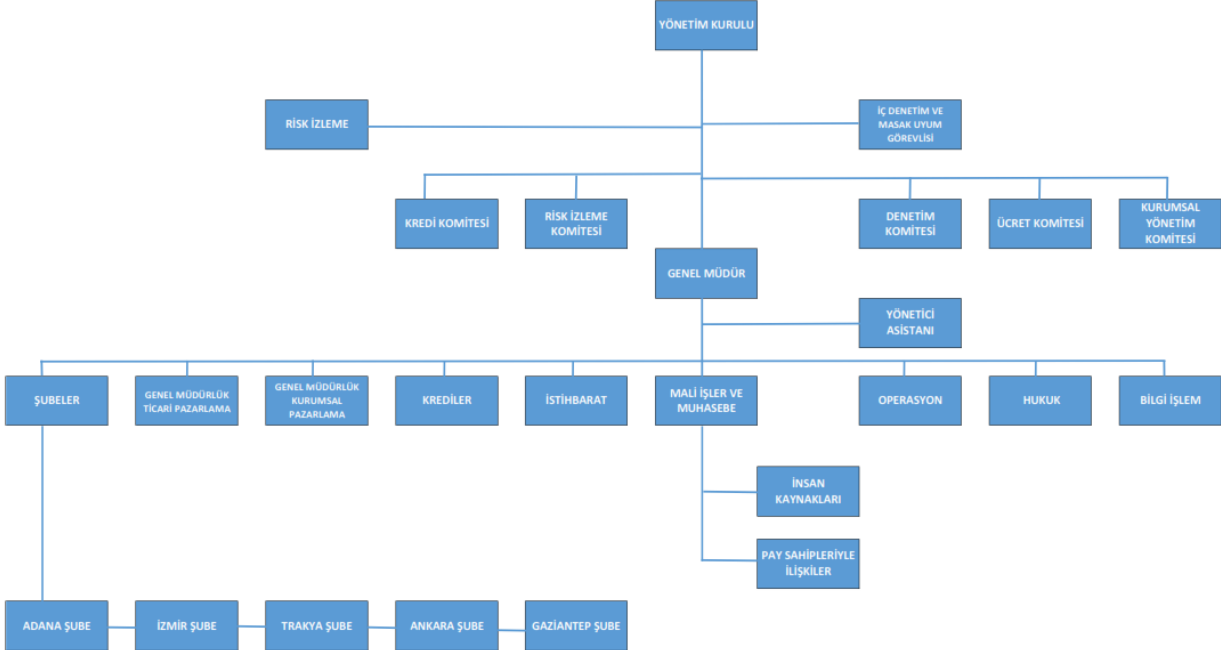 YÖNETİM KURULU
RİSK İZLEME
İÇ DENETİM VE
MASAK UYUM
GÖREVLİSİ
KREDİ KOMİTESİ
RİSK İZLEME
KOMİTESİ
DENETİM
KOMİTESİ
ÜCRET KOMİTESİ
KURUMSAL
YÖNETİM
KOMİTESİ
GENEL MÜDÜR
YÖNETİCİ
ASİSTANI
ŞUBELER
GENEL MÜDÜRLÜK
TİCARİ PAZARLAMA
GENEL MÜDÜRLÜK
KURUMSAL
PAZARLAMA
KREDİLER
İSTİHBARAT
MALİ İŞLER VE
MUHASEBE
OPERASYON
HUKUK
BİLGİ İŞLEM
İNSAN
KAYNAKLARI
PAY SAHİPLERİYLE
İLİŞKİLER
ADANA ŞUBE
İZMİR ŞUBE
TRAKYA ŞUBE
ANKARA ŞUBE
GAZİANTEP ŞUBE